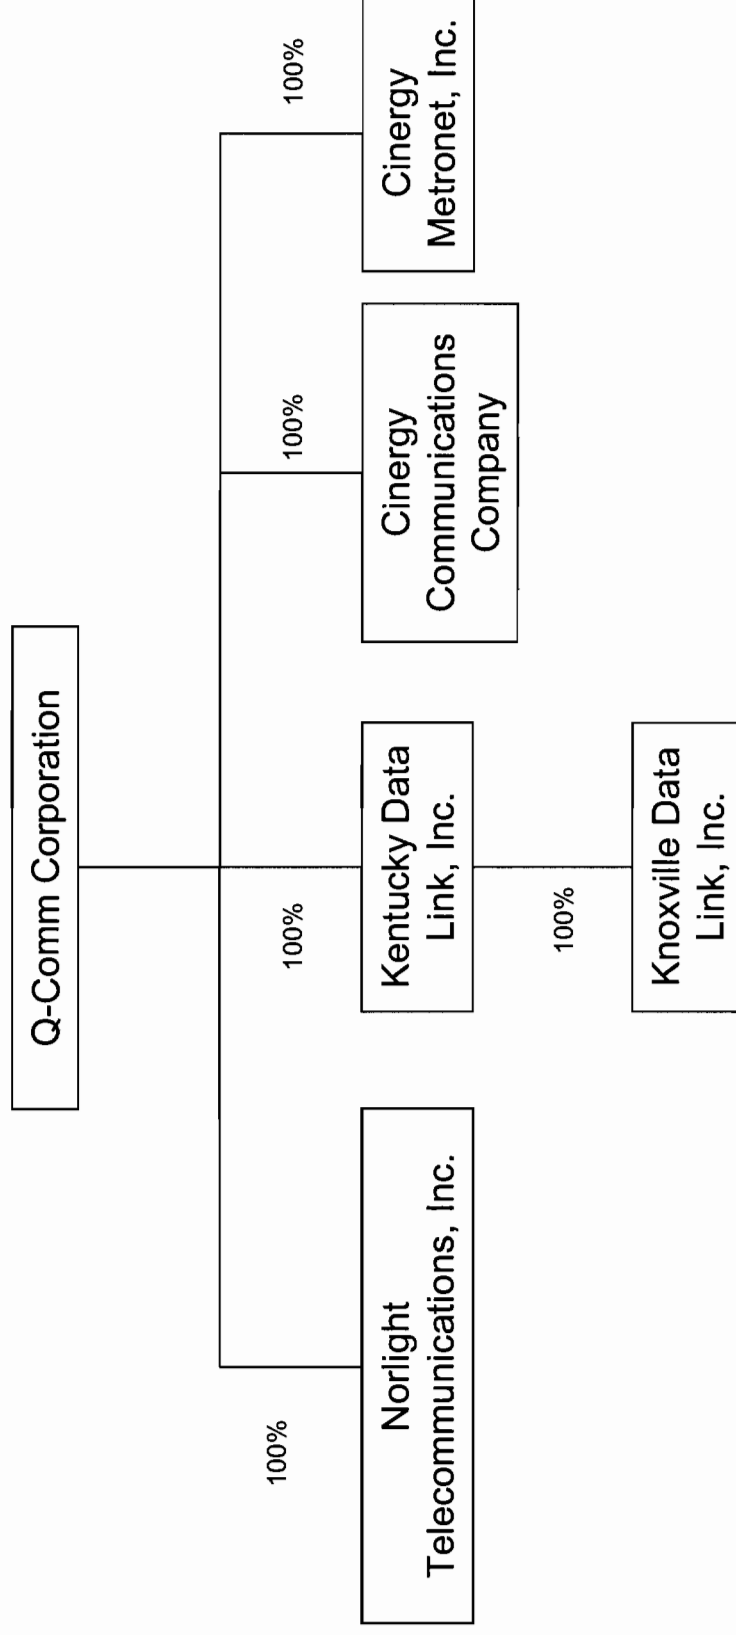 Q-Comm Corporation
100%
100%
100%
100%
Norlight
Telecommunications, Inc.
Kentucky Data
Link, Inc.
Cinergy
Communications
Company
Cinergy
Metronet, Inc.
100%
Knoxville Data
Link, Inc.